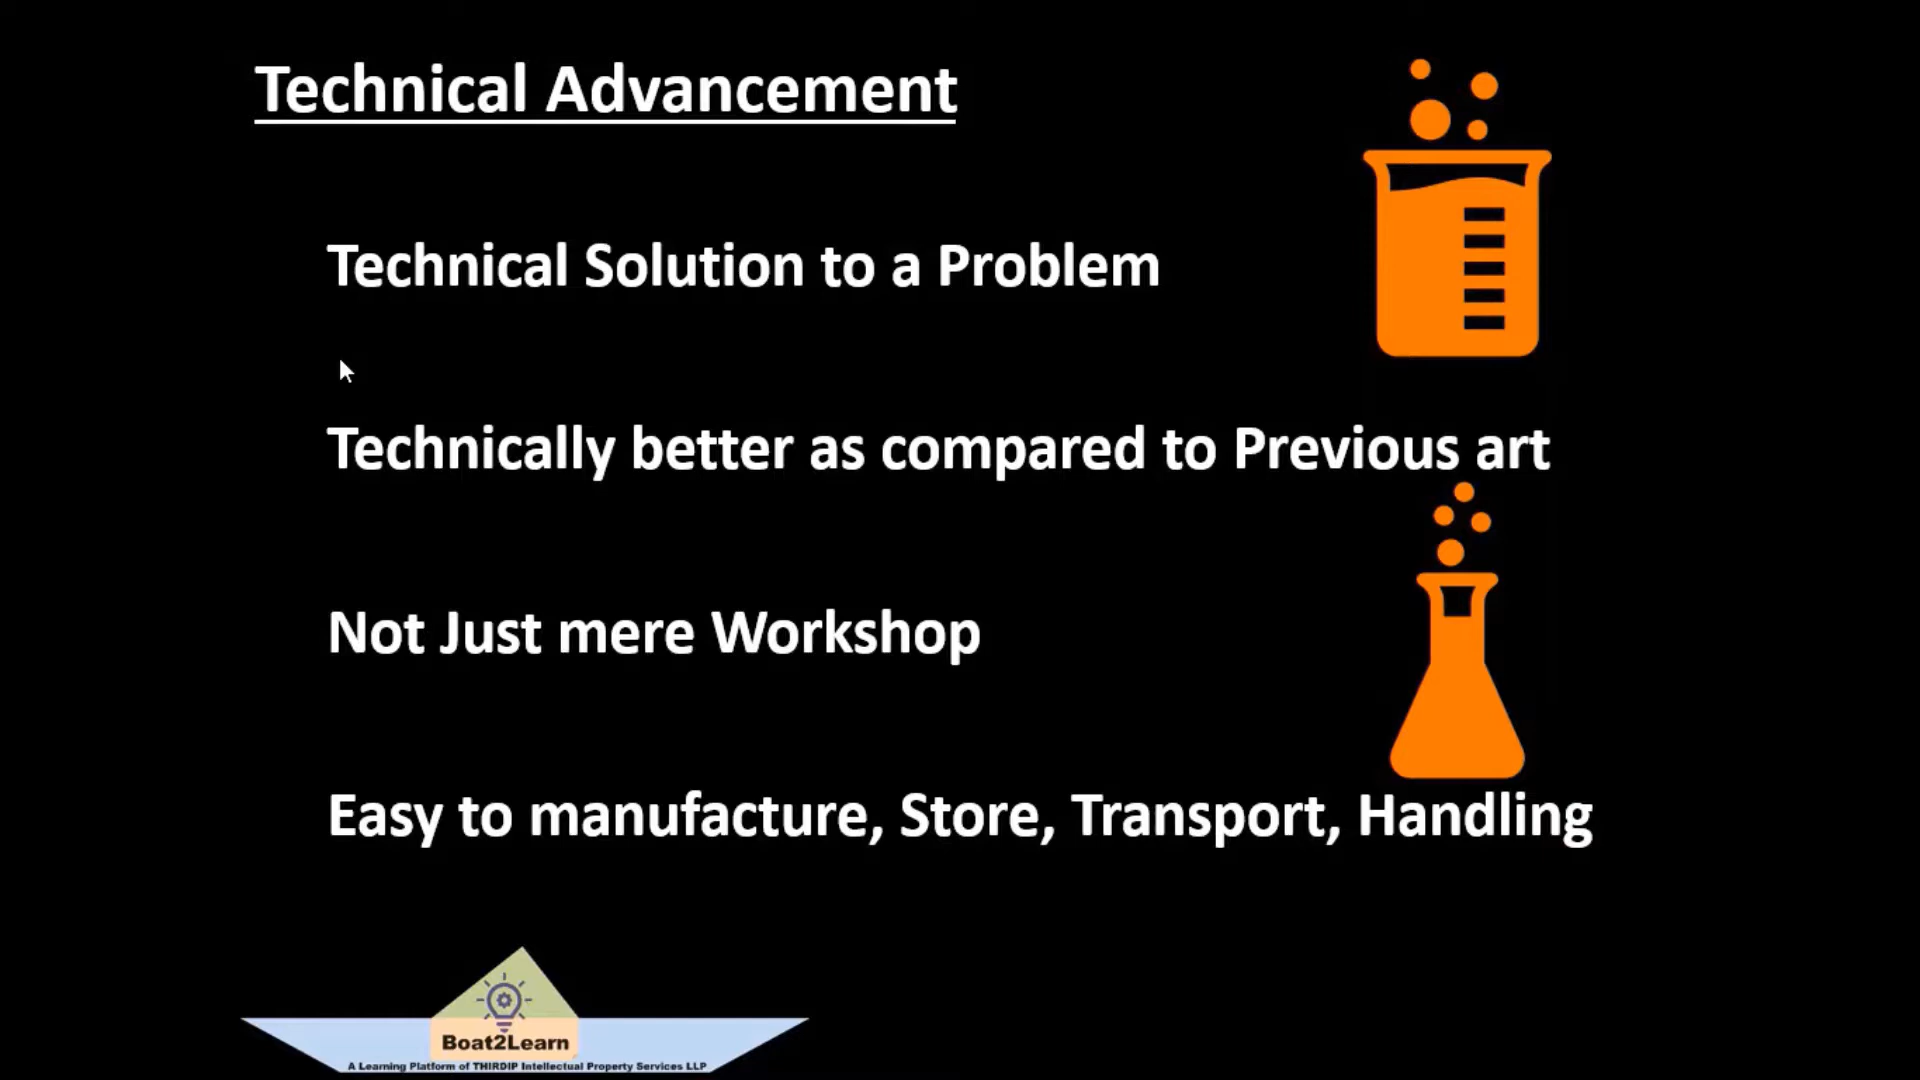 Technical Advancement
Technical Solution to a Problem
Technically better as compared to Previous art
Not Just mere Workshop
Easy to manufacture, Store, Transport, Handling
Boat2Learn
A Learning Platform of THIRDIP Intellectual Property Services LLP